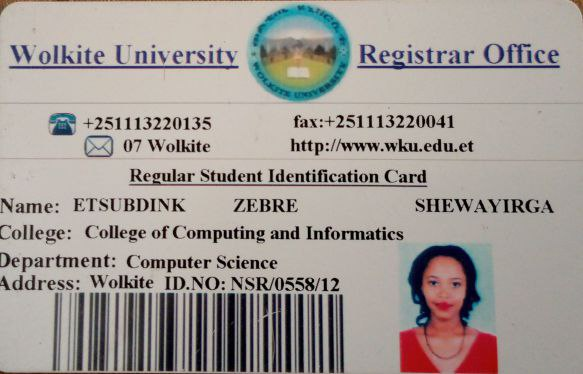 Wolkite University Registrar Office
WOLKITE UNIVERSITY
+251113220135 fax:+251113220041
07 Wolkite http://www.wku.edu.et
Regular Student Identification Card
Name: ETSUBDINK ZEBRE SHEWAYIRGA
College: College of Computing and Informatics
Department: Computer Science
Address: Wolkite ID.NO: NSR/0558/12